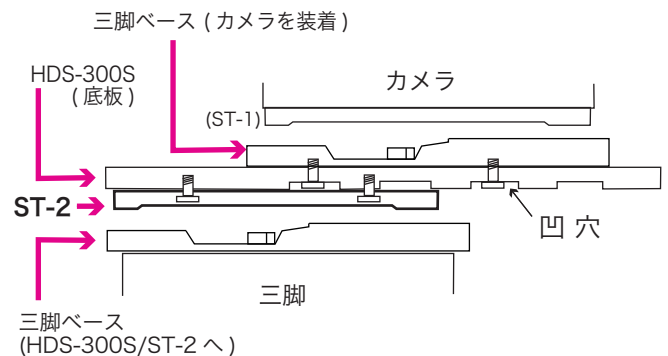 三脚ベース ( カメラを装着 )
HDS-300S
( 底板 )
カメラ
(ST-1)
ST-2
凹 穴
三脚
三脚ベース
(HDS-300S/ST-2 へ )